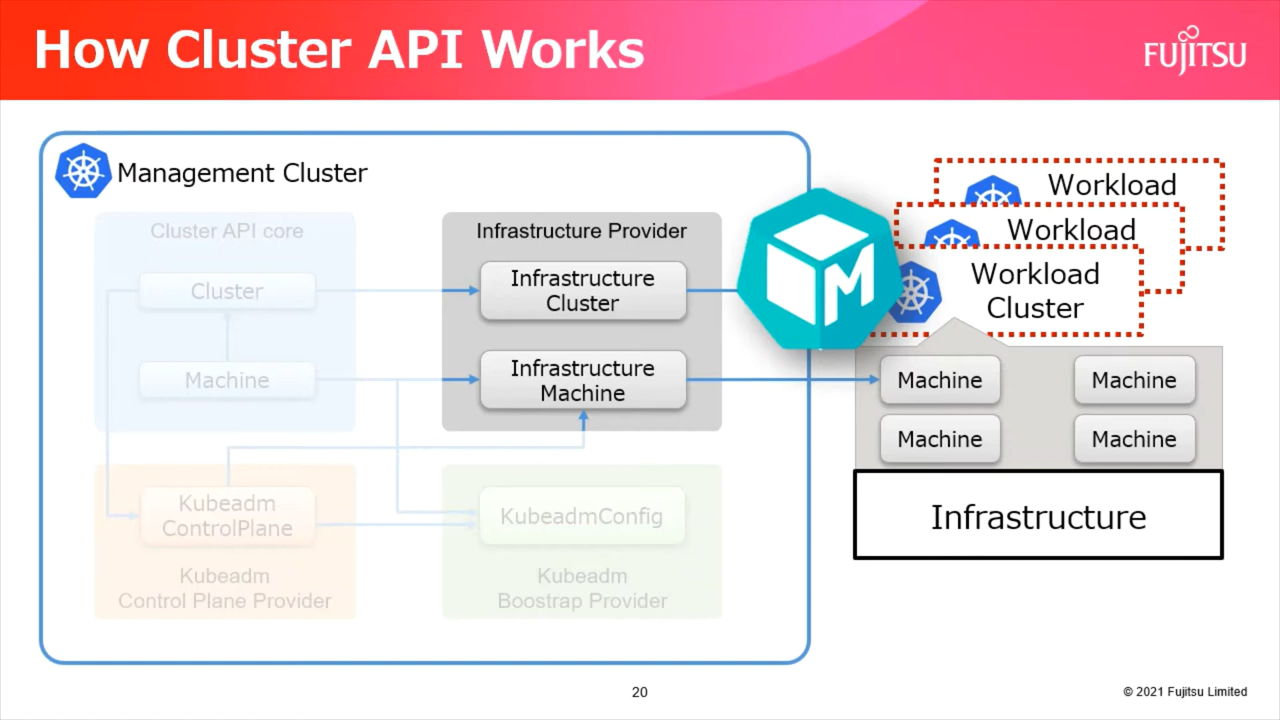 How Cluster API Works
FUJITSU
Management Cluster
Cluster API core
Cluster
Machine
Infrastructure Provider
Infrastructure
Cluster
Infrastructure
Machine
Kubeadm
ControlPlane
Kubeadm
Control Plane Provider
KubeadmConfig
Kubeadm
Boostrap Provider
M
Workload
Workload
Workload
Cluster
Machine
Machine
Machine
Machine
Infrastructure
20
© 2021 Fujitsu Limited